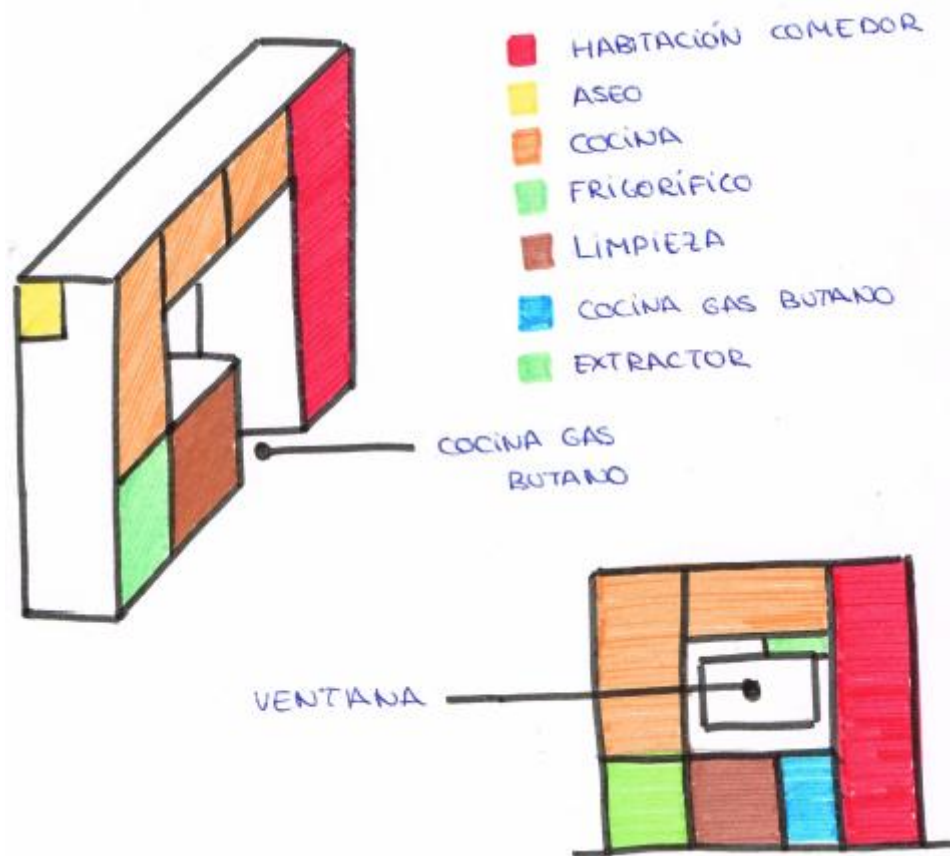 HABITACIÓN COMEDOR
ASEO
COCINA
FRIGORÍFICO
LIMPIEZA
COCINA GAS BUTANO
EXTRACTOR
COCINA GAS
BUTANO
VENTANA